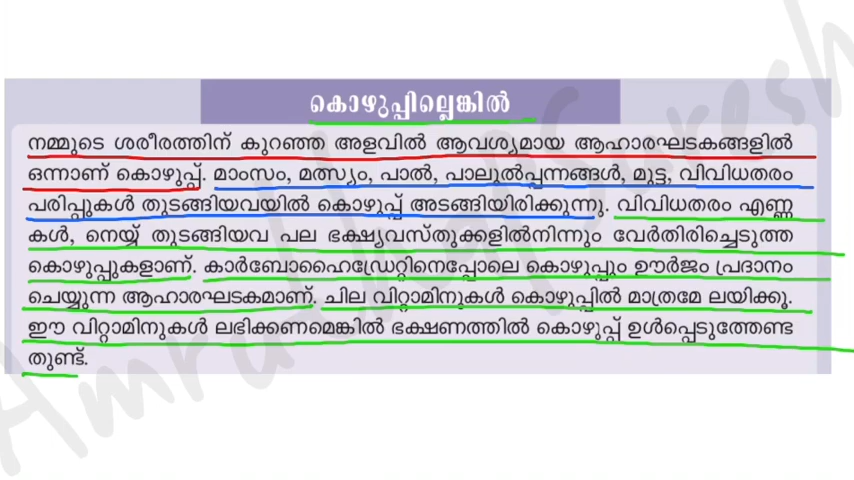 കൊഴുപ്പില്ലെങ്കിൽ
നമ്മുടെ ശരീരത്തിന് കുറഞ്ഞ അളവിൽ ആവശ്യമായ ആഹാരഘടകങ്ങളിൽ
ഒന്നാണ് കൊഴുപ്പ്. മാംസം, മത്സ്യം, പാൽ, പാലുൽപ്പന്നങ്ങൾ, മുട്ട, വിവിധതരം
പരിപ്പുകൾ തുടങ്ങിയവയിൽ കൊഴുപ്പ് അടങ്ങിയിരിക്കുന്നു. വിവിധതരം എണ്ണ
കൾ, നെയ്യ് തുടങ്ങിയവ പല ഭക്ഷ്യവസ്തുക്കളിൽനിന്നും വേർതിരിച്ചെടുത്ത
കൊഴുപ്പുകളാണ്. കാർബോഹൈഡ്രേറ്റിനെപ്പോലെ കൊഴുപ്പും ഊർജം പ്രദാനം
ചെയ്യുന്ന ആഹാരഘടകമാണ്. ചില വിറ്റാമിനുകൾ കൊഴുപ്പിൽ മാത്രമേ ലയിക്കൂ.
ഈ വിറ്റാമിനുകൾ ലഭിക്കണമെങ്കിൽ ഭക്ഷണത്തിൽ കൊഴുപ്പ് ഉൾപ്പെടുത്തേണ്ട
തുണ്ട്.